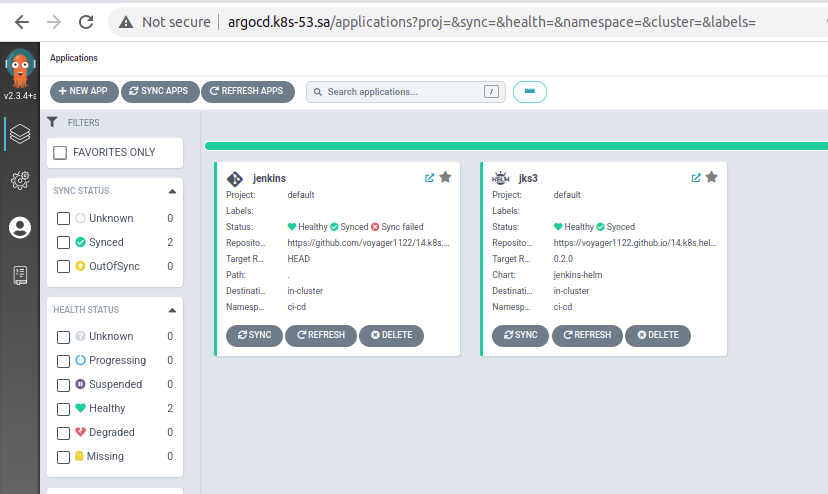 Not secure argocd.k8s-53.sa/applications?proj=&sync=&health=&namespace=&cluster=&labels=
v2.3.4+a
Applications
NEW APP SYNC APPS REFRESH APPS Search applications... /
FILTERS
FAVORITES ONLY
SYNC STATUS
Unknown 0
Synced 2
OutOfSync 0
HEALTH STATUS
Unknown 0
Progressing 0
Suspended 0
Healthy 2
Degraded 0
Missing 0
jenkins
Project: default
Labels:
Status: Healthy Synced Sync failed
Reposito... https://github.com/voyager1122/14.k8s....
Target R... HEAD
Path: .
Destinati... in-cluster
Namesp... ci-cd
SYNC REFRESH DELETE
HELM
jks3
Project: default
Labels:
Status: Healthy Synced
Reposito... https://voyager1122.github.io/14.k8s.hel...
Target R... 0.2.0
Chart: jenkins-helm
Destinati... in-cluster
Namesp... ci-cd
SYNC REFRESH DELETE